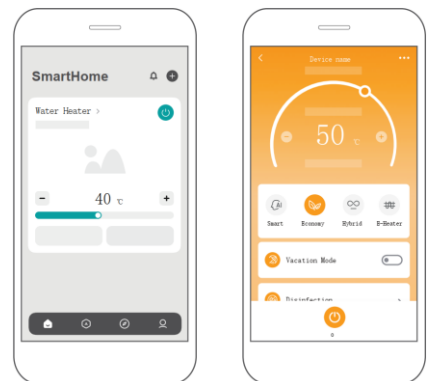 SmartHome
Water Heater >
- 40 ℃ +
Device name
- 50 ℃ +
Smart Economy Hybrid E-Heater
Vacation Mode
Disinfection